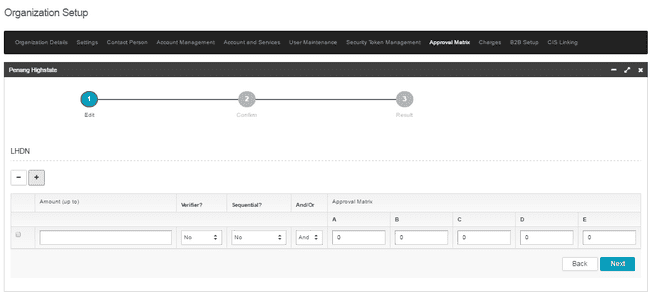 Organization Setup
Organization Details Settings Contact Person Account Management Account and Services User Maintenance Security Token Management Approval Matrix Charges B2B Setup CIS Linking
Penang Highstate
1 2 3
Edit Confirm Result
LHDN
- +
Amount (up to) Verifier? Sequential? And/Or Approval Matrix
A B C D E
No No And 0 0 0 0 0
Back Next